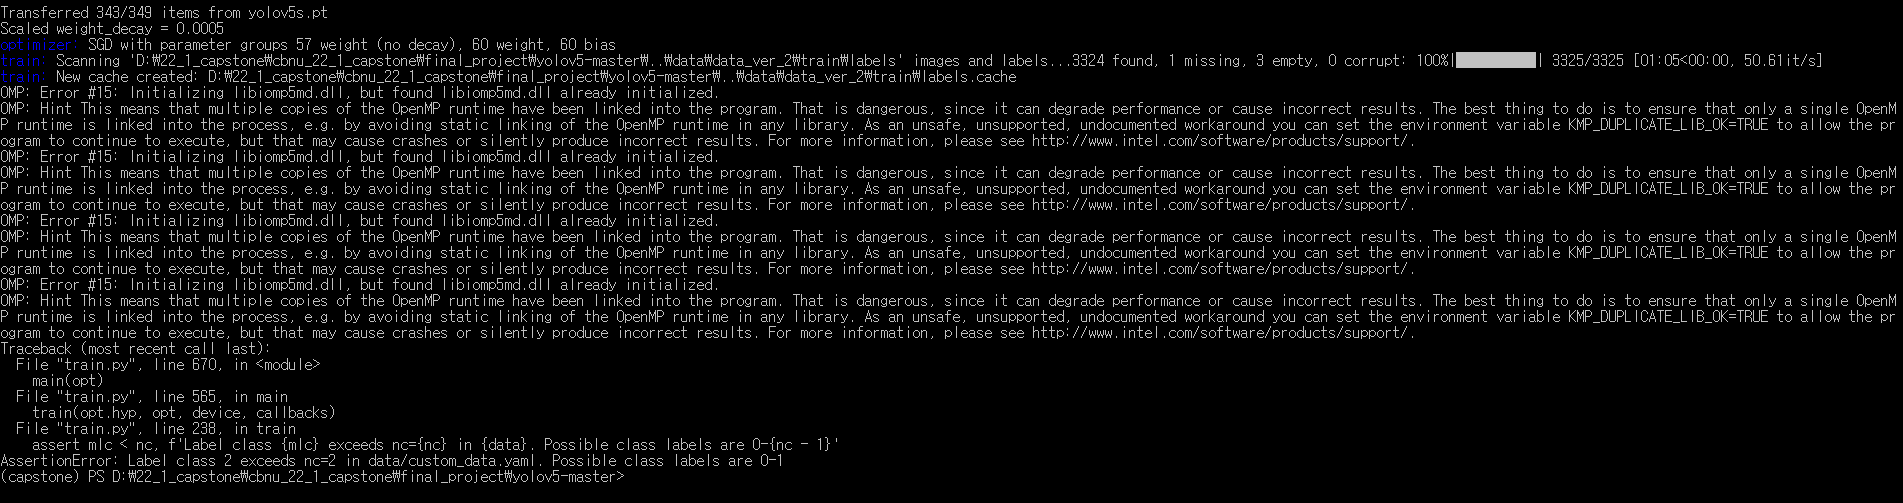 Transferred 343/349 items from yolov5s.pt
Scaled weight_decay = 0.0005
optimizer: SGD with parameter groups 57 weight (no decay), 60 weight, 60 bias
train: Scanning 'D:₩22_1_capstone₩cbnu_22_1_capstone₩final_project₩yolov5-master₩..₩data₩data_ver_2₩train₩labels' images and labels...3324 found, 1 missing, 3 empty, 0 corrupt: 100%|██████████| 3325/3325 [01:05<00:00, 50.61it/s]
train: New cache created: D:₩22_1_capstone₩cbnu_22_1_capstone₩final_project₩yolov5-master₩..₩data₩data_ver_2₩train₩labels.cache
OMP: Error #15: Initializing libiomp5md.dll, but found libiomp5md.dll already initialized.
OMP: Hint This means that multiple copies of the OpenMP runtime have been linked into the program. That is dangerous, since it can degrade performance or cause incorrect results. The best thing to do is to ensure that only a single OpenM
P runtime is linked into the process, e.g. by avoiding static linking of the OpenMP runtime in any library. As an unsafe, unsupported, undocumented workaround you can set the environment variable KMP_DUPLICATE_LIB_OK=TRUE to allow the pr
ogram to continue to execute, but that may cause crashes or silently produce incorrect results. For more information, please see http://www.intel.com/software/products/support/.
OMP: Error #15: Initializing libiomp5md.dll, but found libiomp5md.dll already initialized.
OMP: Hint This means that multiple copies of the OpenMP runtime have been linked into the program. That is dangerous, since it can degrade performance or cause incorrect results. The best thing to do is to ensure that only a single OpenM
P runtime is linked into the process, e.g. by avoiding static linking of the OpenMP runtime in any library. As an unsafe, unsupported, undocumented workaround you can set the environment variable KMP_DUPLICATE_LIB_OK=TRUE to allow the pr
ogram to continue to execute, but that may cause crashes or silently produce incorrect results. For more information, please see http://www.intel.com/software/products/support/.
OMP: Error #15: Initializing libiomp5md.dll, but found libiomp5md.dll already initialized.
OMP: Hint This means that multiple copies of the OpenMP runtime have been linked into the program. That is dangerous, since it can degrade performance or cause incorrect results. The best thing to do is to ensure that only a single OpenM
P runtime is linked into the process, e.g. by avoiding static linking of the OpenMP runtime in any library. As an unsafe, unsupported, undocumented workaround you can set the environment variable KMP_DUPLICATE_LIB_OK=TRUE to allow the pr
ogram to continue to execute, but that may cause crashes or silently produce incorrect results. For more information, please see http://www.intel.com/software/products/support/.
OMP: Error #15: Initializing libiomp5md.dll, but found libiomp5md.dll already initialized.
OMP: Hint This means that multiple copies of the OpenMP runtime have been linked into the program. That is dangerous, since it can degrade performance or cause incorrect results. The best thing to do is to ensure that only a single OpenM
P runtime is linked into the process, e.g. by avoiding static linking of the OpenMP runtime in any library. As an unsafe, unsupported, undocumented workaround you can set the environment variable KMP_DUPLICATE_LIB_OK=TRUE to allow the pr
ogram to continue to execute, but that may cause crashes or silently produce incorrect results. For more information, please see http://www.intel.com/software/products/support/.
Traceback (most recent call last):
  File "train.py", line 670, in <module>
    main(opt)
  File "train.py", line 565, in main
    train(opt.hyp, opt, device, callbacks)
  File "train.py", line 238, in train
    assert mlc < nc, f'Label class {mlc} exceeds nc={nc} in {data}. Possible class labels are 0-{nc - 1}'
AssertionError: Label class 2 exceeds nc=2 in data/custom_data.yaml. Possible class labels are 0-1
(capstone) PS D:₩22_1_capstone₩cbnu_22_1_capstone₩final_project₩yolov5-master>